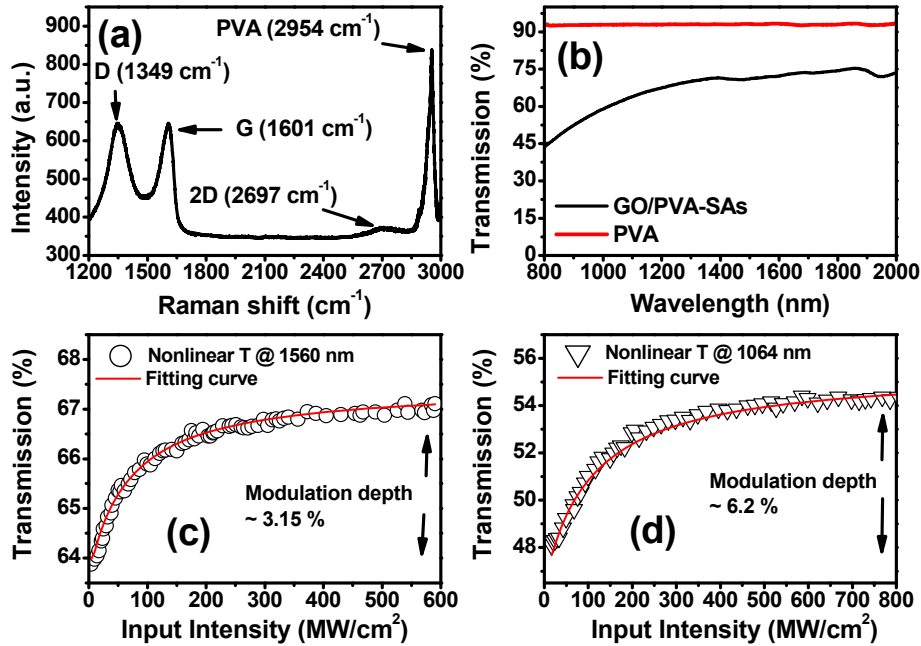 (a)
PVA (2954 cm-1)
D (1349 cm-1)
G (1601 cm-1)
2D (2697 cm-1)
Intensity (a.u.)
900
800
700
600
500
400
300
1200 1500 1800 2100 2400 2700 3000
Raman shift (cm-1)
(b)
GO/PVA-SAs
PVA
Transmission (%)
90
75
60
45
30
15
0
800 1000 1200 1400 1600 1800 2000
Wavelength (nm)
Nonlinear T @ 1560 nm
Fitting curve
Modulation depth
~ 3.15 %
(c)
Transmission (%)
68
67
66
65
64
0 100 200 300 400 500 600
Input Intensity (MW/cm2)
Nonlinear T @ 1064 nm
Fitting curve
Modulation depth
~ 6.2 %
(d)
Transmission (%)
56
54
52
50
48
0 100 200 300 400 500 600 700 800
Input Intensity (MW/cm2)